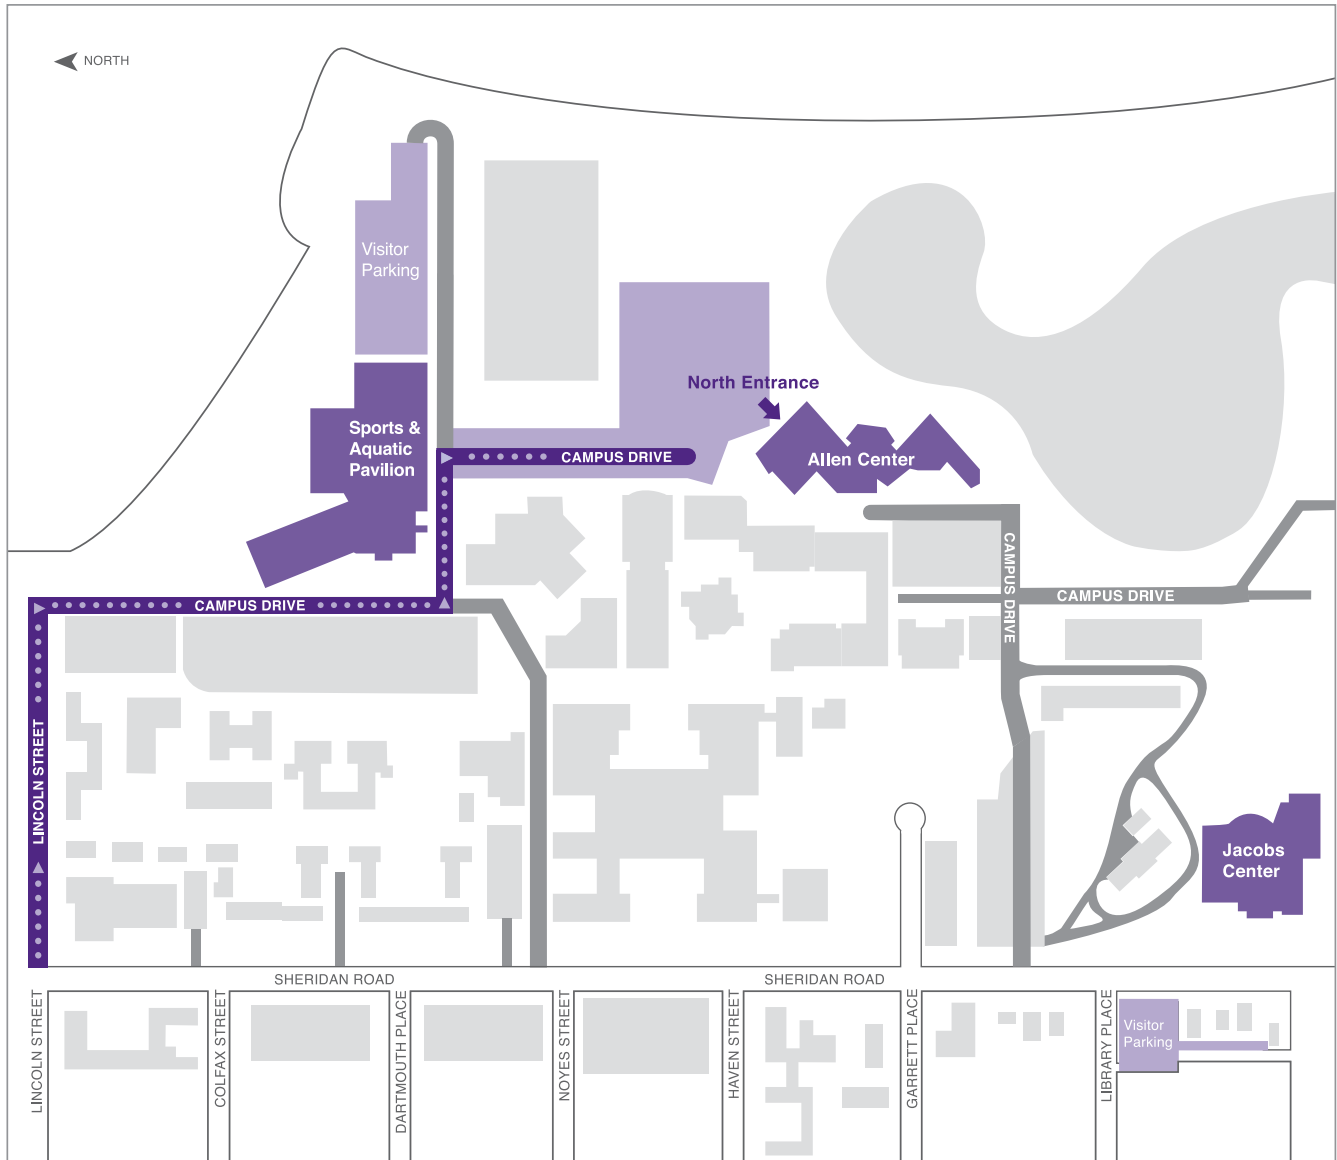 NORTH
Visitor
Parking
North Entrance
Sports &
Aquatic
Pavilion
CAMPUS DRIVE
Allen Center
CAMPUS DRIVE
CAMPUS DRIVE
CAMPUS DRIVE
LINCOLN STREET
Jacobs
Center
SHERIDAN ROAD
SHERIDAN ROAD
LINCOLN STREET
COLFAX STREET
DARTMOUTH PLACE
NOYES STREET
HAVEN STREET
GARRETT PLACE
LIBRARY PLACE
Visitor
Parking